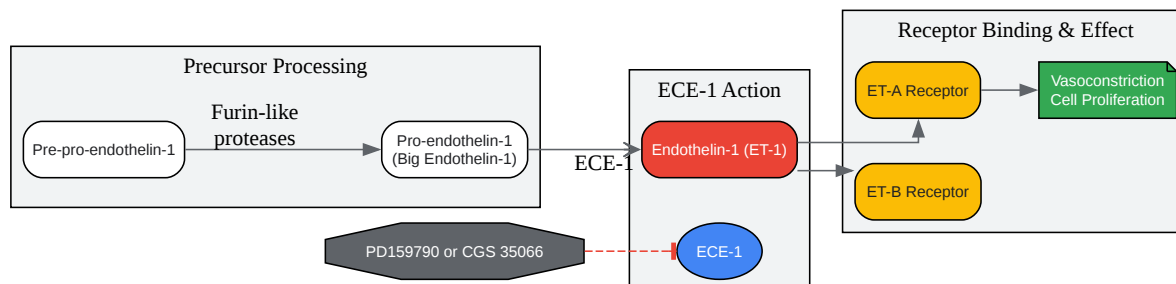 Precursor Processing
Pre-pro-endothelin-1
Furin-like
proteases
Pro-endothelin-1
(Big Endothelin-1)
ECE-1
ECE-1 Action
Endothelin-1 (ET-1)
PD159790 or CGS 35066
ECE-1
Receptor Binding & Effect
ET-A Receptor
Vasoconstriction
Cell Proliferation
ET-B Receptor